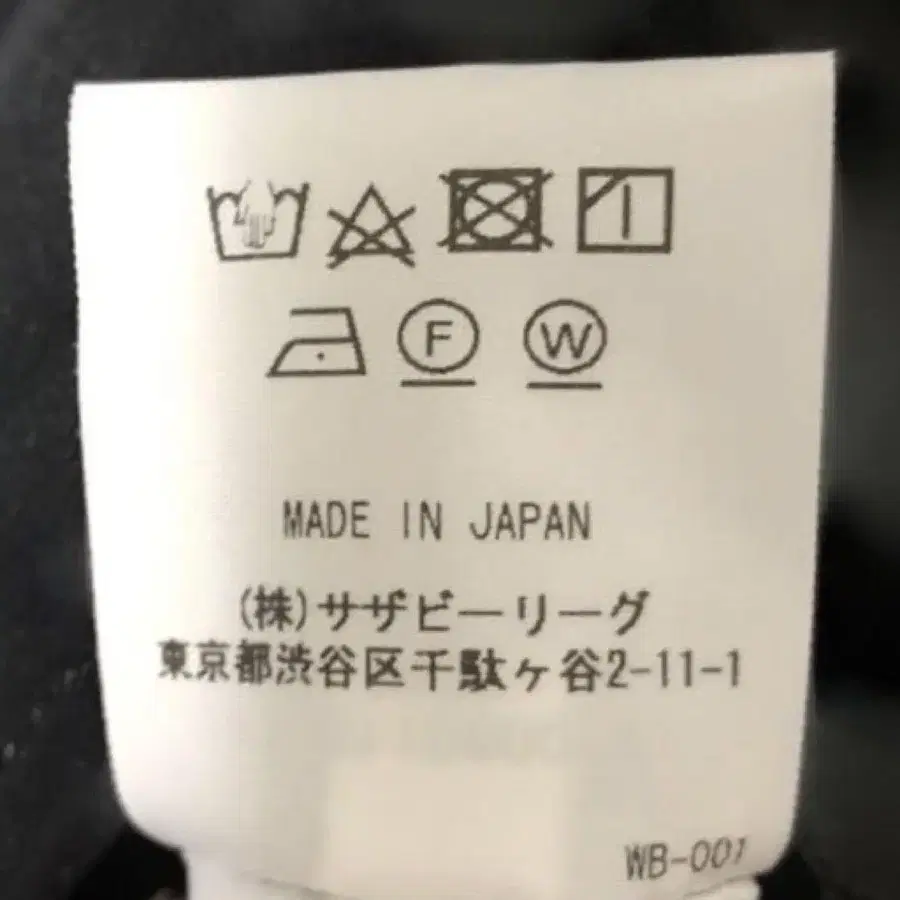 F W
MADE IN JAPAN
(株)サザビーリーグ
東京都渋谷区千駄ヶ谷2-11-1
WB-001